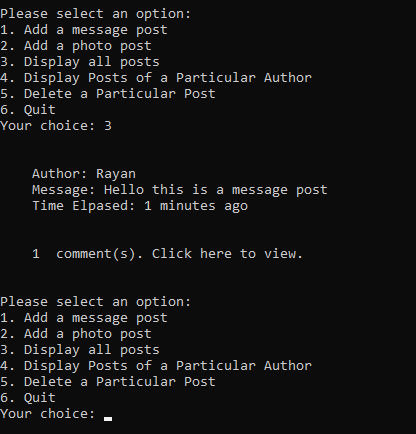 Please select an option:
1. Add a message post
2. Add a photo post
3. Display all posts
4. Display Posts of a Particular Author
5. Delete a Particular Post
6. Quit
Your choice: 3
Author: Rayan
Message: Hello this is a message post
Time Elpased: 1 minutes ago
1  comment(s). Click here to view.
Please select an option:
1. Add a message post
2. Add a photo post
3. Display all posts
4. Display Posts of a Particular Author
5. Delete a Particular Post
6. Quit
Your choice: